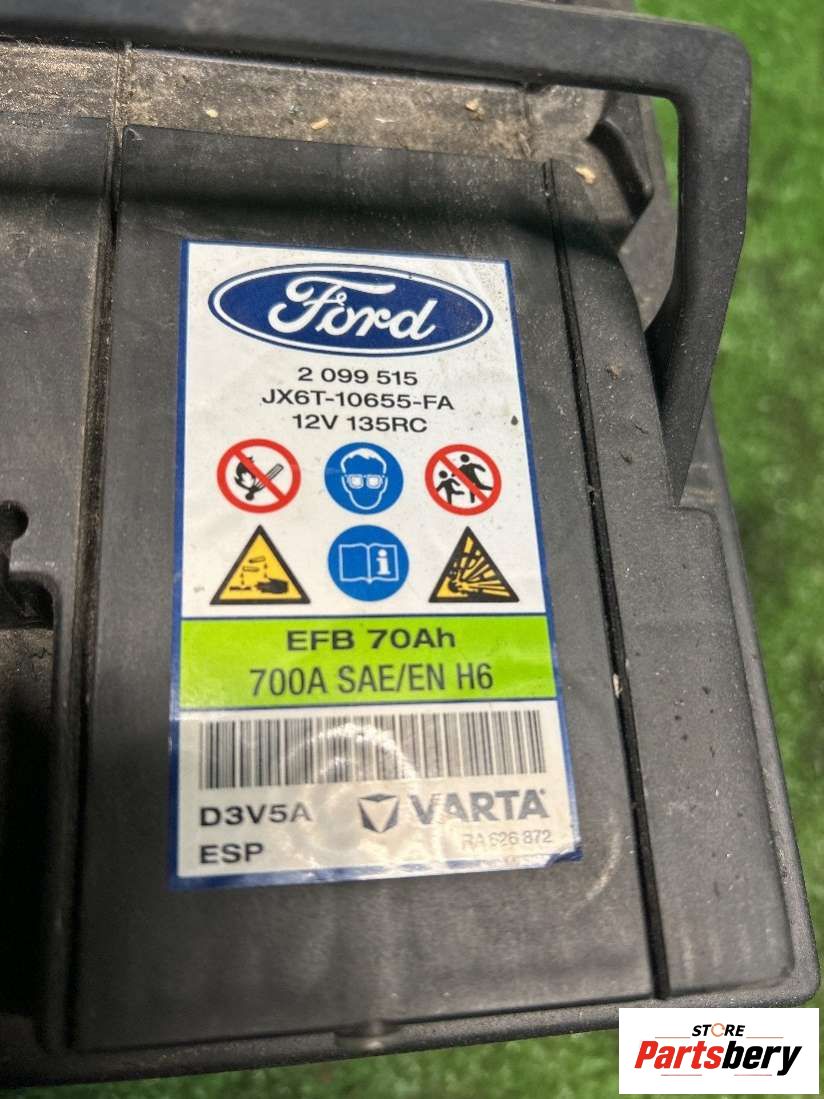 Ford
2 099 515
JX6T-10655-FA
12V 135RC
i
EFB 70Ah
700A SAE/EN H6
D3V5A VARTA
ESP RA 626 872
STORE
Partsbery